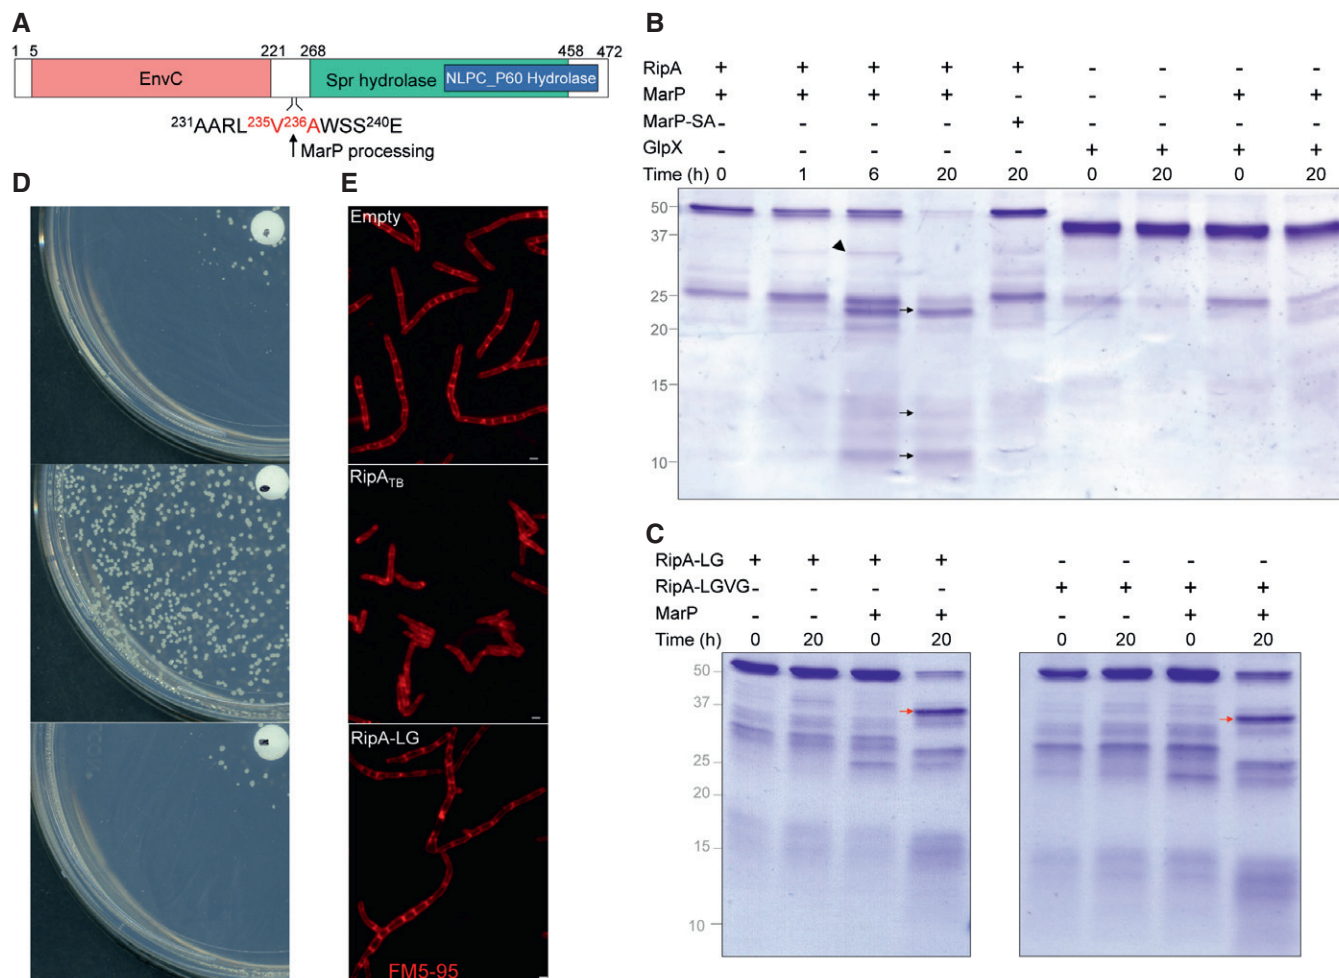 A
1 5 221 268 458 472
EnvC
Spr hydrolase
NLPC_P60 Hydrolase
²³¹AARL²³⁵V²³⁶AWSS²⁴⁰E
MarP processing
B
RipA + + + + + - - - -
MarP + + + + - - - + +
MarP-SA - - - - + - - - -
GlpX - - - - - + + + +
Time (h) 0 1 6 20 20 0 20 0 20
50
37
25
20
15
10
C
RipA-LG + + + + - - - -
RipA-LGVG - - - - + + + +
MarP - - + + - - + +
Time (h) 0 20 0 20 0 20 0 20
50
37
25
20
15
10
D
E
Empty
RipATB
RipA-LG
FM5-95